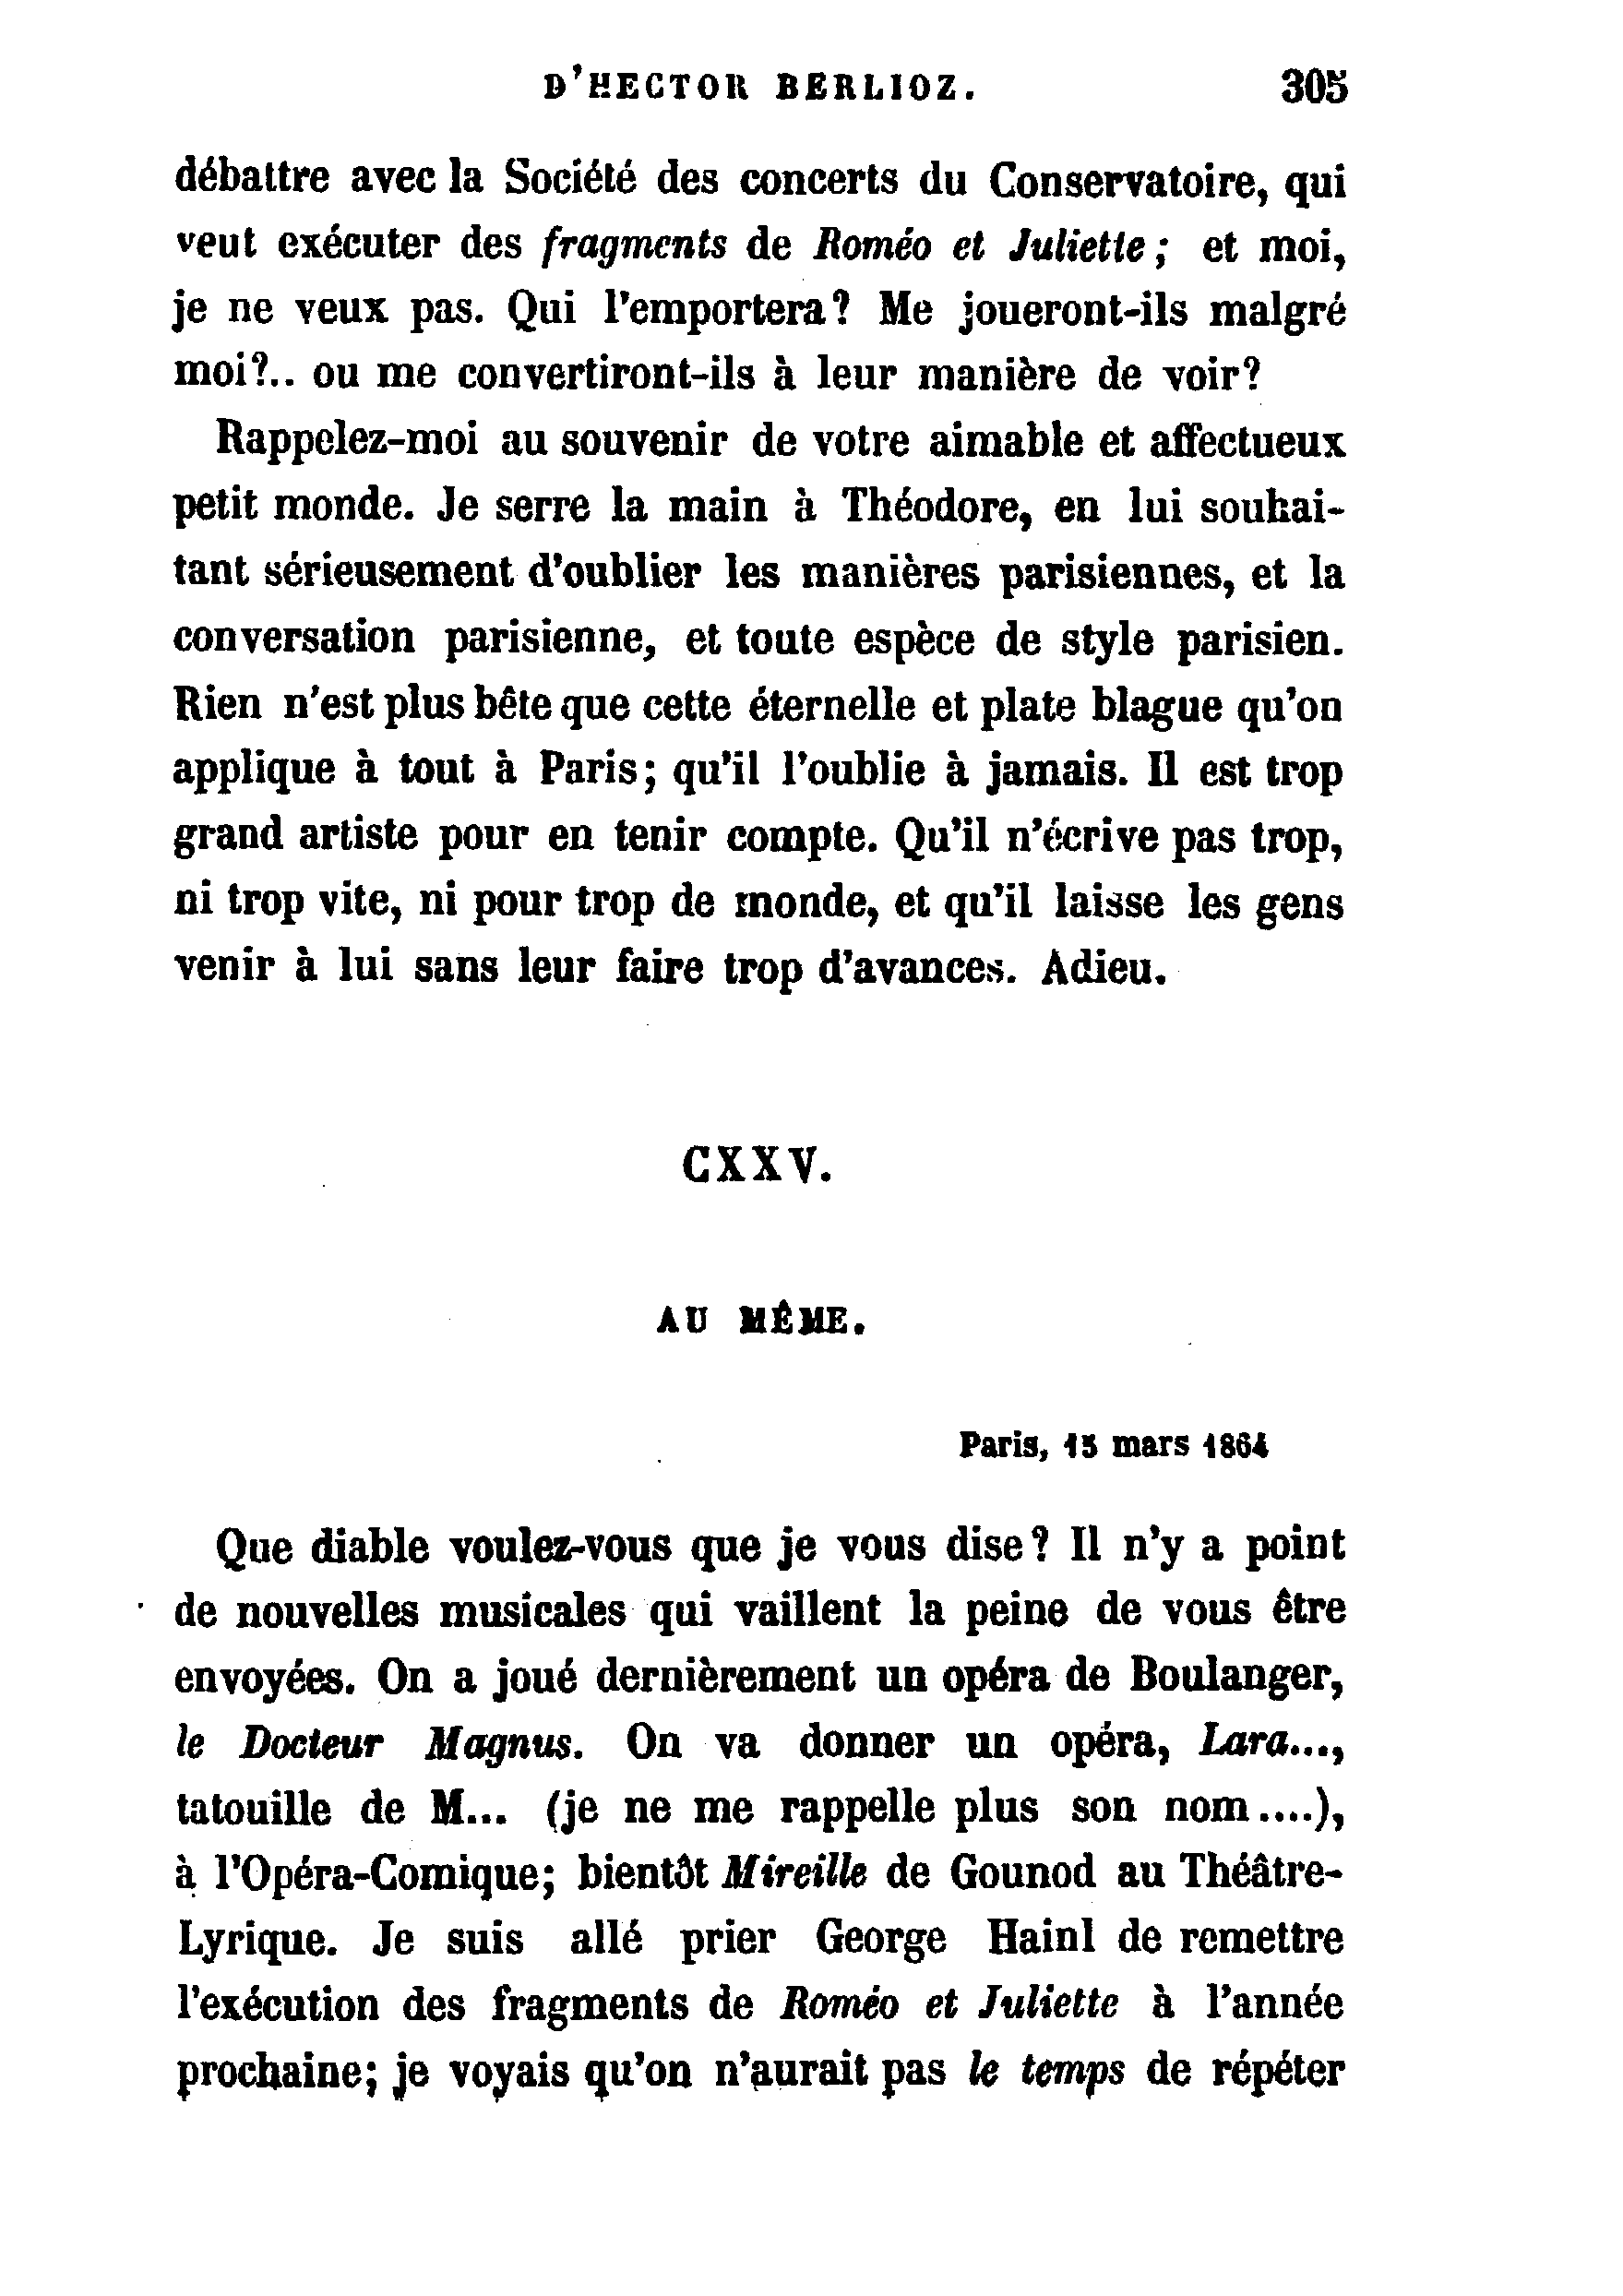 D'HECTOR BERLIOZ. 305
débattre avec la Société des concerts du Conservatoire, qui
veut exécuter des fragments de Roméo et Juliette ; et moi,
je ne veux pas. Qui l'emportera? Me joueront-ils malgré
moi?.. ou me convertiront-ils à leur manière de voir?
Rappelez-moi au souvenir de votre aimable et affectueux
petit monde. Je serre la main à Théodore, en lui souhai-
tant sérieusement d'oublier les manières parisiennes, et la
conversation parisienne, et toute espèce de style parisien.
Rien n'est plus bête que cette éternelle et plate blague qu'on
applique à tout à Paris; qu'il l'oublie à jamais. Il est trop
grand artiste pour en tenir compte. Qu'il n'écrive pas trop,
ni trop vite, ni pour trop de monde, et qu'il laisse les gens
venir à lui sans leur faire trop d'avances. Adieu.
CXXV.
AU MÊME.
Paris, 15 mars 1864
Que diable voulez-vous que je vous dise? Il n'y a point
de nouvelles musicales qui vaillent la peine de vous être
envoyées. On a joué dernièrement un opéra de Boulanger,
le Docteur Magnus. On va donner un opéra, Lara...,
tatouille de M... (je ne me rappelle plus son nom....),
à l'Opéra-Comique; bientôt Mireille de Gounod au Théâtre-
Lyrique. Je suis allé prier George Hainl de remettre
l'exécution des fragments de Roméo et Juliette à l'année
prochaine; je voyais qu'on n'aurait pas le temps de répéter